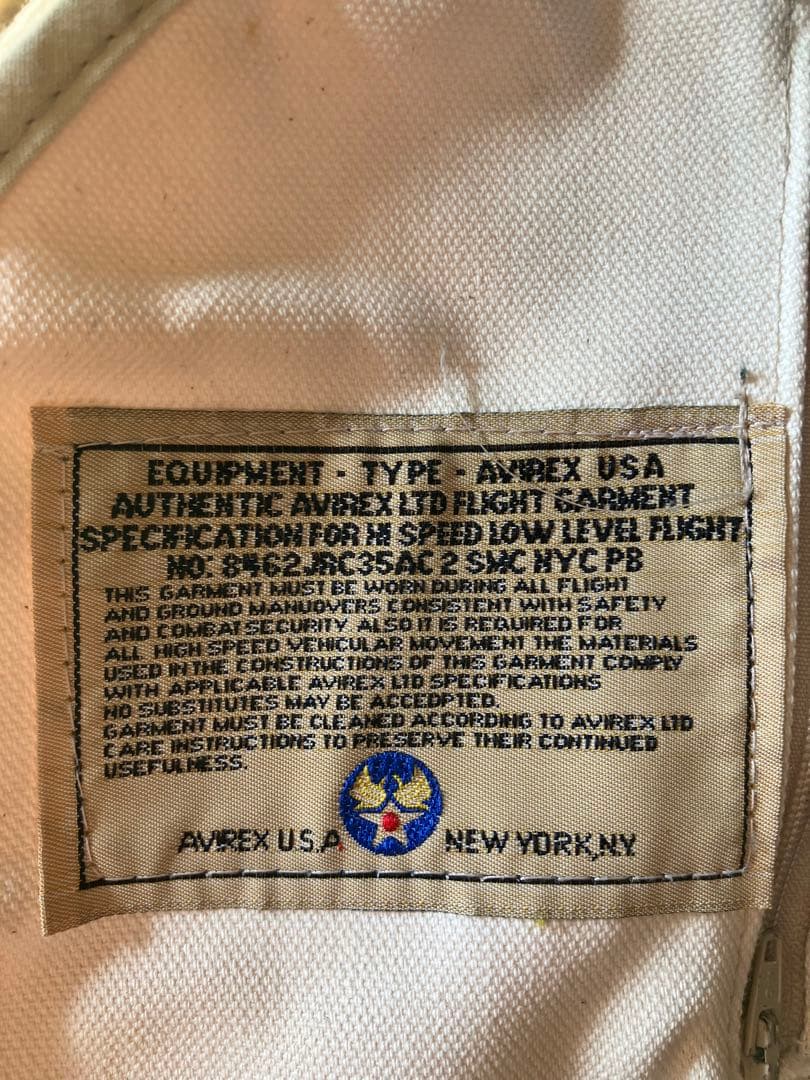 EQUIPMENT - TYPE - AVIREX USA
AUTHENTIC AVIREX LTD FLIGHT GARMENT
SPECIFICATION FOR HI SPEED LOW LEVEL FLIGHT
NO: 8462JRC35AC 2 SMC NYC PB
THIS GARMENT MUST BE WORN DURING ALL FLIGHT
AND GROUND MANUOVERS CONSISTENT WITH SAFETY
AND COMBAT SECURITY. ALSO IT IS REQUIRED FOR
ALL HIGH SPEED VEHICULAR MOVEMENT THE MATERIALS
USED IN THE CONSTRUCTIONS OF THIS GARMENT COMPLY
WITH APPLICABLE AVIREX LTD SPECIFICATIONS
NO SUBSTITUTES MAY BE ACCEDPTED.
GARMENT MUST BE CLEANED ACCORDING TO AVIREX LTD
CARE INSTRUCTIONS TO PRESERVE THEIR CONTINUED
USEFULNESS.
AVIREX U.S.A. NEW YORK, N.Y.